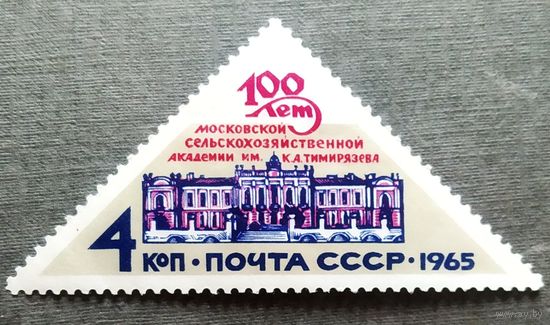 100
лет
МОСКОВСКОЙ
СЕЛЬСКОХОЗЯЙСТВЕННОЙ
АКАДЕМИИ ИМ. К.А.ТИМИРЯЗЕВА
4 КОП • ПОЧТА СССР • 1965